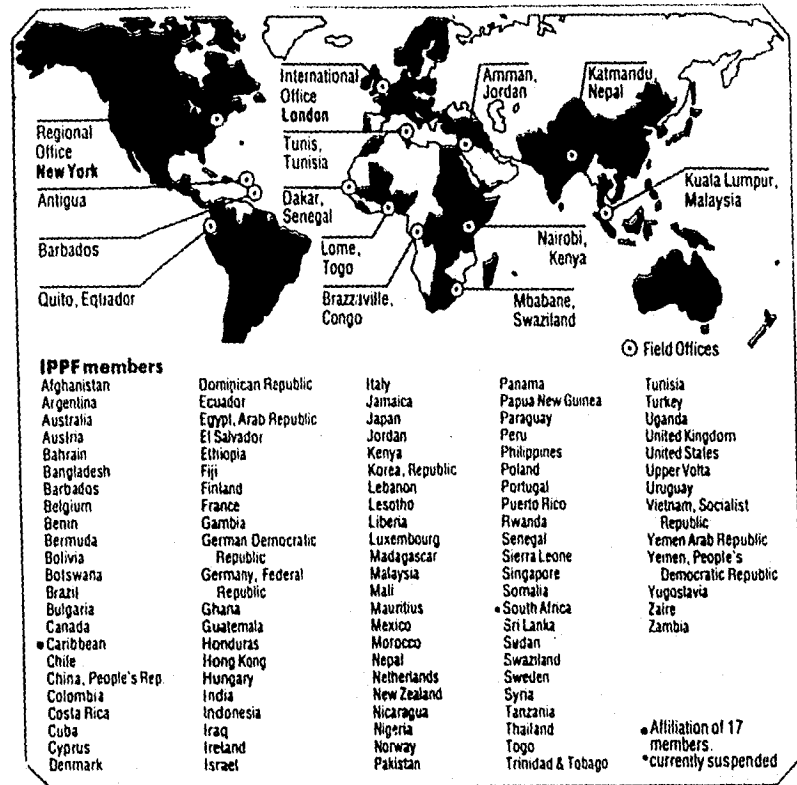 International
Office
London
Amman,
Jordan
Katmandu,
Nepal
Regional
Office
New York
Tunis,
Tunisia
Antigua
Dakar,
Senegal
Kuala Lumpur,
Malaysia
Barbados
Lome,
Togo
Nairobi,
Kenya
Quito, Equador
Brazzaville,
Congo
Mbabane,
Swaziland
Field Offices
IPPF members
Afghanistan
Argentina
Australia
Austria
Bahrain
Bangladesh
Barbados
Belgium
Benin
Bermuda
Bolivia
Botswana
Brazil
Bulgaria
Canada
• Caribbean
Chile
China, People's Rep.
Colombia
Costa Rica
Cuba
Cyprus
Denmark
Dominican Republic
Ecuador
Egypt, Arab Republic
El Salvador
Ethiopia
Fiji
Finland
France
Gambia
German Democratic
Republic
Germany, Federal
Republic
Ghana
Guatemala
Honduras
Hong Kong
Hungary
India
Indonesia
Iraq
Ireland
Israel
Italy
Jamaica
Japan
Jordan
Kenya
Korea, Republic
Lebanon
Lesotho
Liberia
Luxembourg
Madagascar
Malaysia
Mali
Mauritius
Mexico
Morocco
Nepal
Netherlands
New Zealand
Nicaragua
Nigeria
Norway
Pakistan
Panama
Papua New Guinea
Paraguay
Peru
Philippines
Poland
Portugal
Puerto Rico
Rwanda
Senegal
Sierra Leone
Singapore
Somalia
• South Africa
Sri Lanka
Sudan
Swaziland
Sweden
Syria
Tanzania
Thailand
Togo
Trinidad & Tobago
Tunisia
Turkey
Uganda
United Kingdom
United States
Upper Volta
Uruguay
Vietnam, Socialist
Republic
Yemen Arab Republic
Yemen, People's
Democratic Republic
Yugoslavia
Zaire
Zambia
• Affiliation of 17
members.
• currently suspended